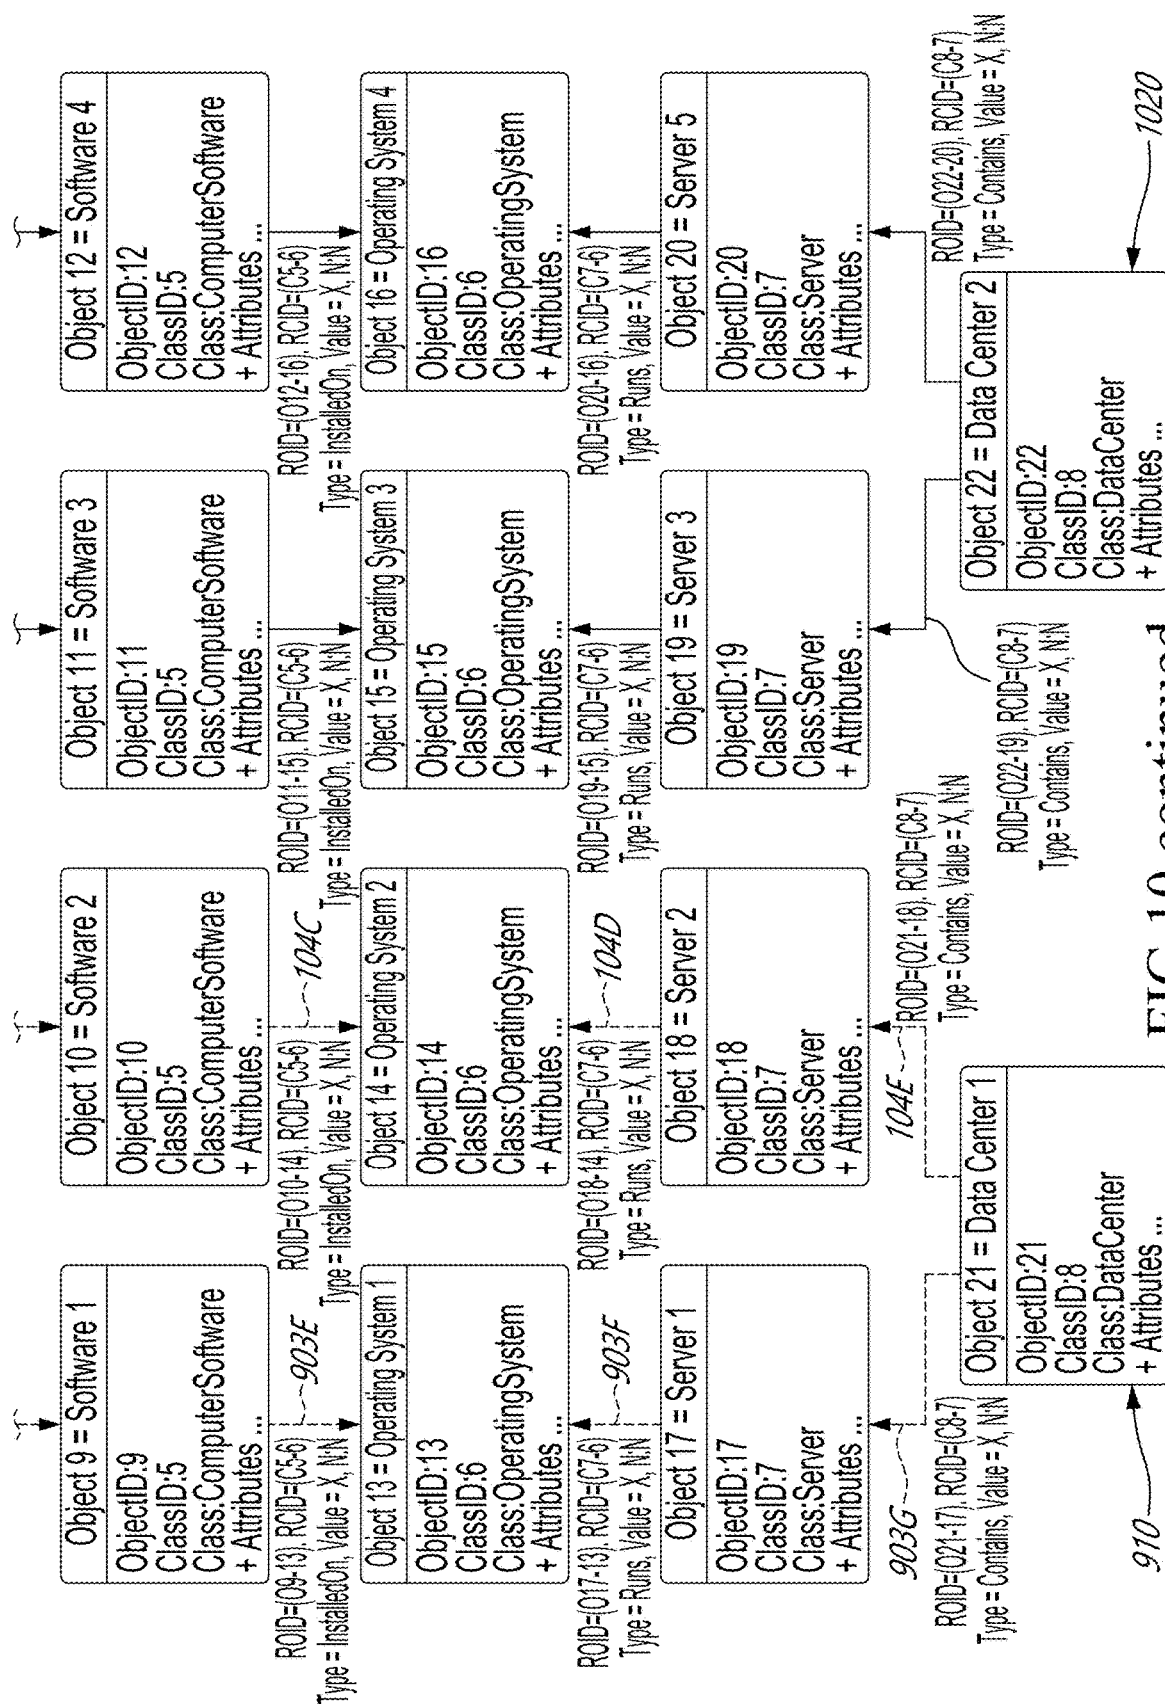 Object 9 = Software 1
ObjectID:9
ClassID:5
Class:ComputerSoftware
+ Attributes ...
Object 10 = Software 2
ObjectID:10
ClassID:5
Class:ComputerSoftware
+ Attributes ...
Object 11 = Software 3
ObjectID:11
ClassID:5
Class:ComputerSoftware
+ Attributes ...
Object 12 = Software 4
ObjectID:12
ClassID:5
Class:ComputerSoftware
+ Attributes ...
ROID=(O9-13), RCID=(C5-6)
Type = InstalledOn, Value = X, N:N
903E
ROID=(O10-14), RCID=(C5-6)
Type = InstalledOn, Value = X, N:N
104C
ROID=(O11-15), RCID=(C5-6)
Type = InstalledOn, Value = X, N:N
ROID=(O12-16), RCID=(C5-6)
Type = InstalledOn, Value = X, N:N
Object 13 = Operating System 1
ObjectID:13
ClassID:6
Class:OperatingSystem
+ Attributes ...
Object 14 = Operating System 2
ObjectID:14
ClassID:6
Class:OperatingSystem
+ Attributes ...
Object 15 = Operating System 3
ObjectID:15
ClassID:6
Class:OperatingSystem
+ Attributes ...
Object 16 = Operating System 4
ObjectID:16
ClassID:6
Class:OperatingSystem
+ Attributes ...
ROID=(O17-13), RCID=(C7-6)
Type = Runs, Value = X, N:N
903F
ROID=(O18-14), RCID=(C7-6)
Type = Runs, Value = X, N:N
104D
ROID=(O19-15), RCID=(C7-6)
Type = Runs, Value = X, N:N
ROID=(O20-16), RCID=(C7-6)
Type = Runs, Value = X, N:N
Object 17 = Server 1
ObjectID:17
ClassID:7
Class:Server
+ Attributes ...
Object 18 = Server 2
ObjectID:18
ClassID:7
Class:Server
+ Attributes ...
Object 19 = Server 3
ObjectID:19
ClassID:7
Class:Server
+ Attributes ...
Object 20 = Server 5
ObjectID:20
ClassID:7
Class:Server
+ Attributes ...
903G
ROID=(O21-17), RCID=(C8-7)
Type = Contains, Value = X, N:N
104E
ROID=(O21-18), RCID=(C8-7)
Type = Contains, Value = X, N:N
ROID=(O22-19), RCID=(C8-7)
Type = Contains, Value = X, N:N
ROID=(O22-20), RCID=(C8-7)
Type = Contains, Value = X, N:N
910
Object 21 = Data Center 1
ObjectID:21
ClassID:8
Class:DataCenter
+ Attributes ...
Object 22 = Data Center 2
ObjectID:22
ClassID:8
Class:DataCenter
+ Attributes ...
1020
FIG. 10 continued